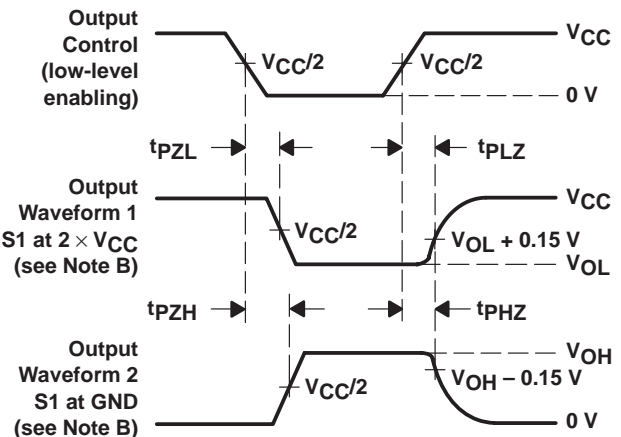 Output
Control
(low-level
enabling)
VCC
VCC/2
VCC/2
0 V
tPZL
tPLZ
Output
Waveform 1
S1 at 2 × VCC
(see Note B)
VCC
VCC/2
VOL + 0.15 V
VOL
tPZH
tPHZ
Output
Waveform 2
S1 at GND
(see Note B)
VOH
VCC/2
VOH – 0.15 V
0 V